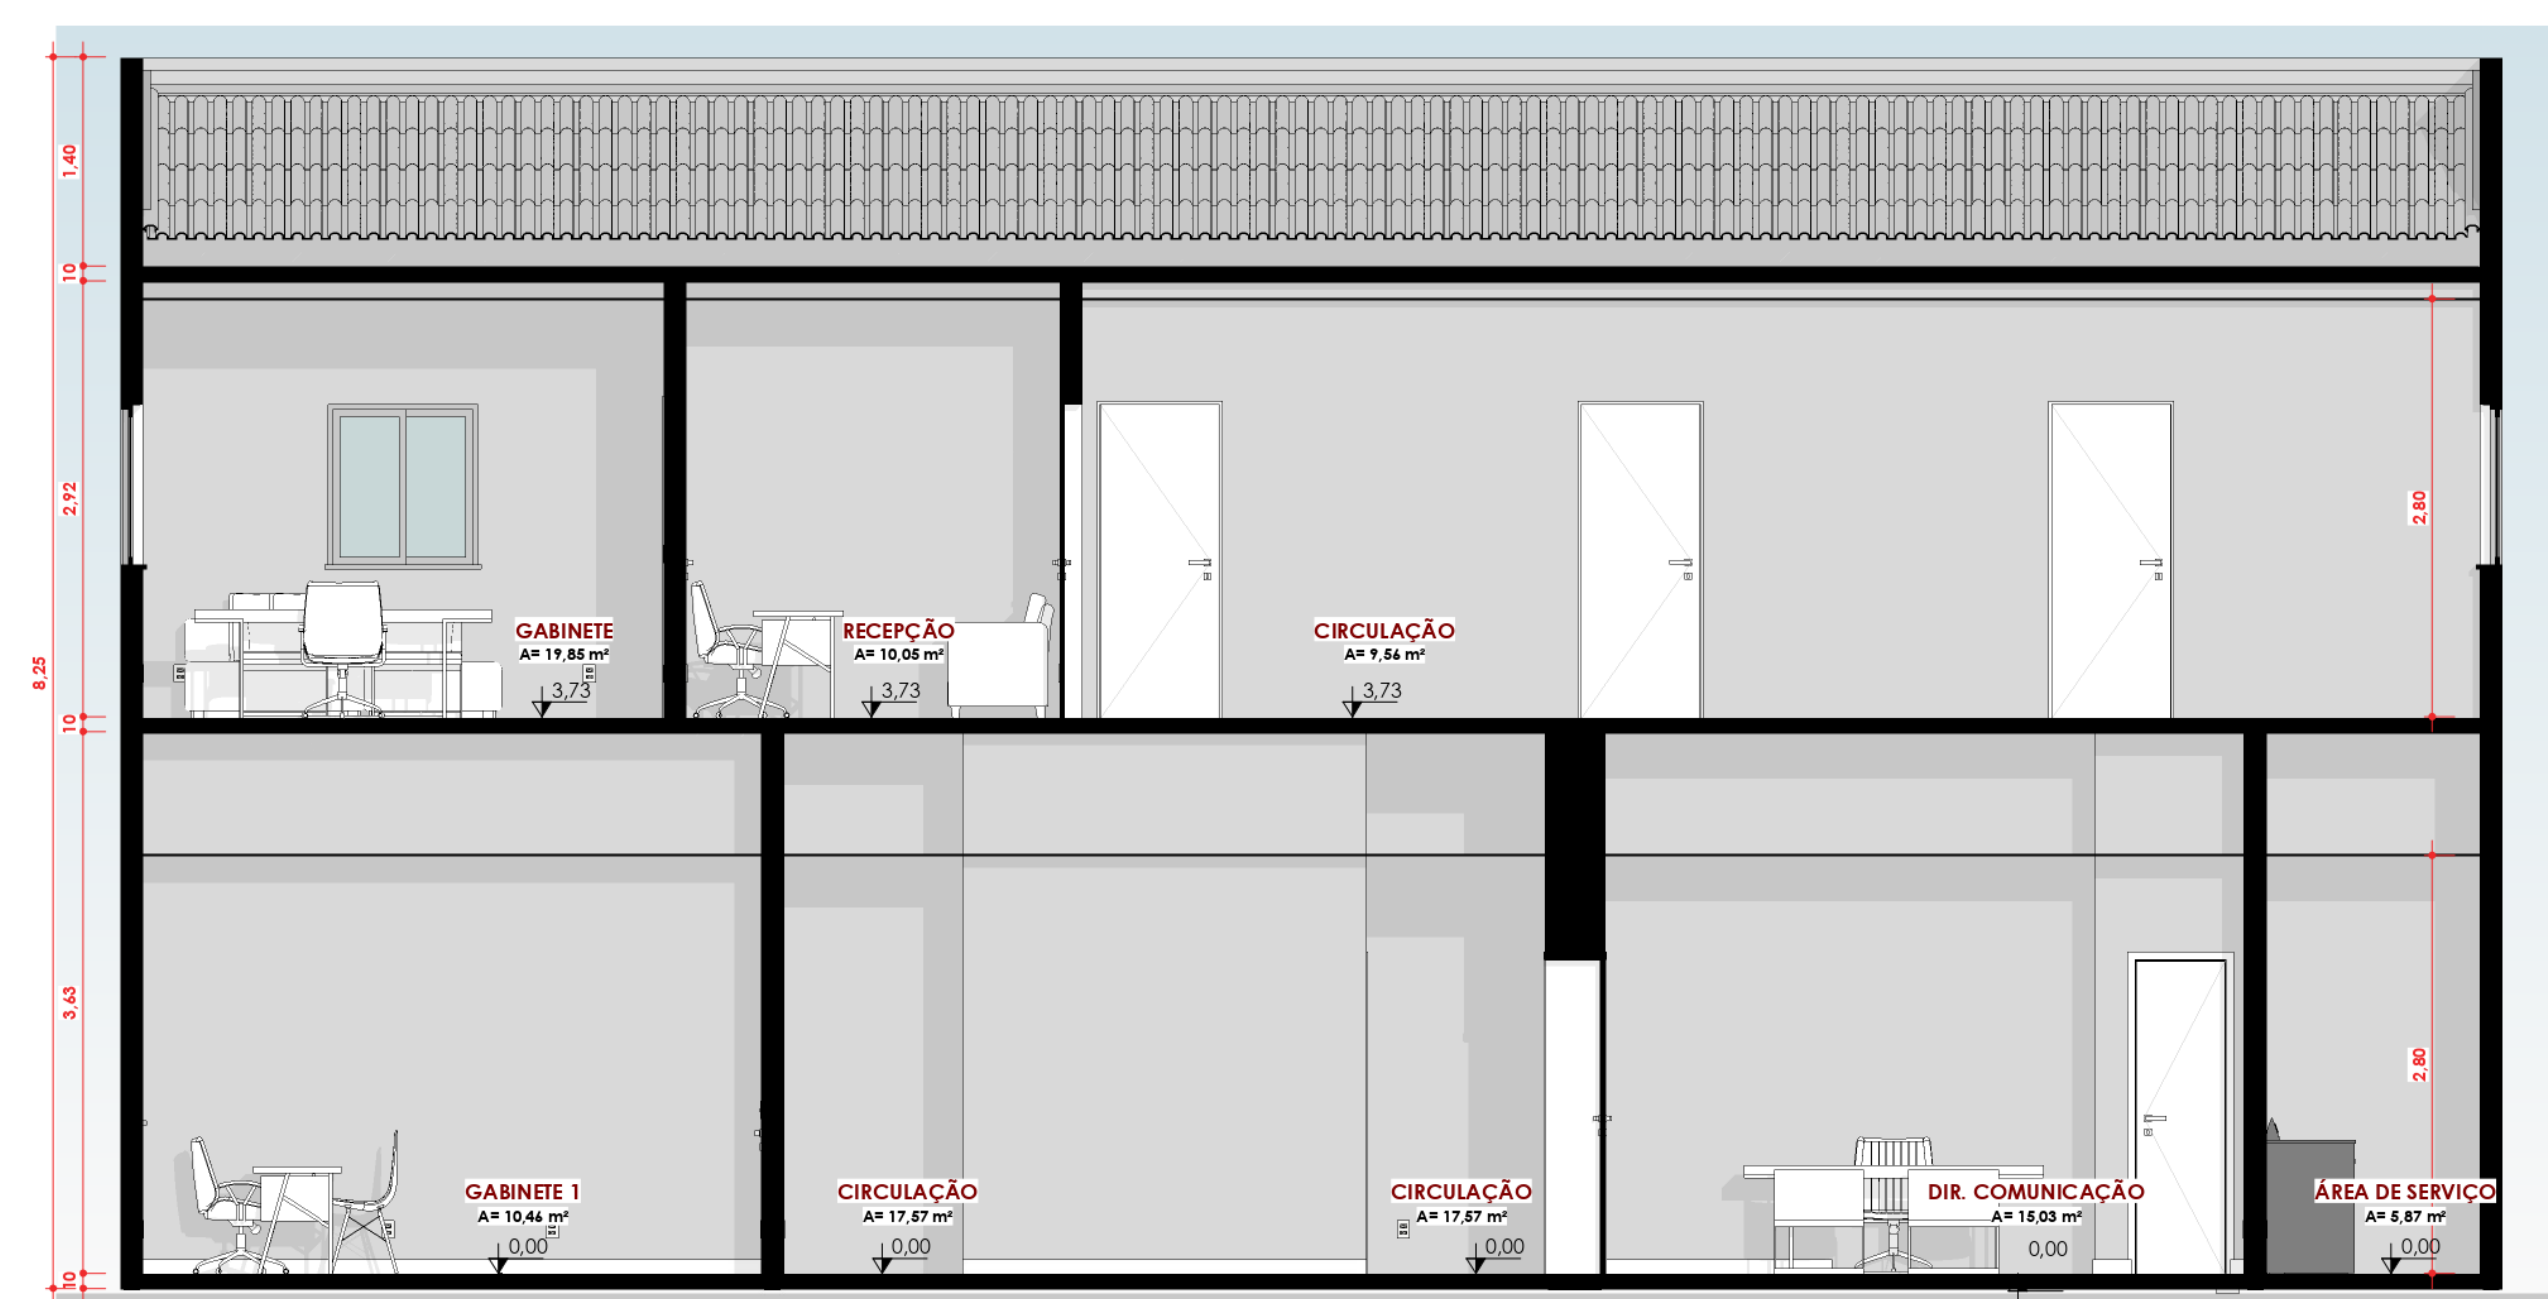 1,40
10
2,92
2,80
GABINETE
A= 19,85 m²
3,73
RECEPÇÃO
A= 10,05 m²
3,73
CIRCULAÇÃO
A= 9,56 m²
3,73
8,25
10
3,63
2,80
GABINETE 1
A= 10,46 m²
0,00
CIRCULAÇÃO
A= 17,57 m²
0,00
CIRCULAÇÃO
A= 17,57 m²
0,00
DIR. COMUNICAÇÃO
A= 15,03 m²
0,00
ÁREA DE SERVIÇO
A= 5,87 m²
0,00
10